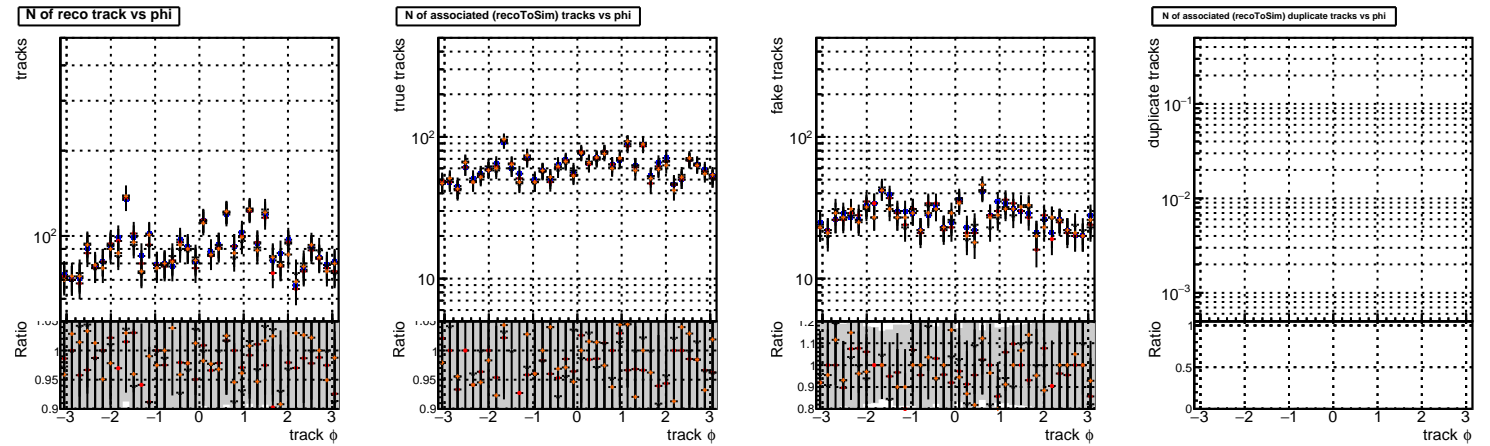 N of reco track vs phi
tracks
10²
Ratio
1.05
1
0.95
0.9
−3 −2 −1 0 1 2 3
track ϕ
N of associated (recoToSim) tracks vs phi
true tracks
10²
10
Ratio
1.05
1
0.95
0.9
−3 −2 −1 0 1 2 3
track ϕ
fake tracks
10²
10
Ratio
1.2
1.1
1
0.9
0.8
−3 −2 −1 0 1 2 3
track ϕ
N of associated (recoToSim) duplicate tracks vs phi
duplicate tracks
10⁻¹
10⁻²
10⁻³
Ratio
1
0.5
0
−3 −2 −1 0 1 2 3
track ϕ